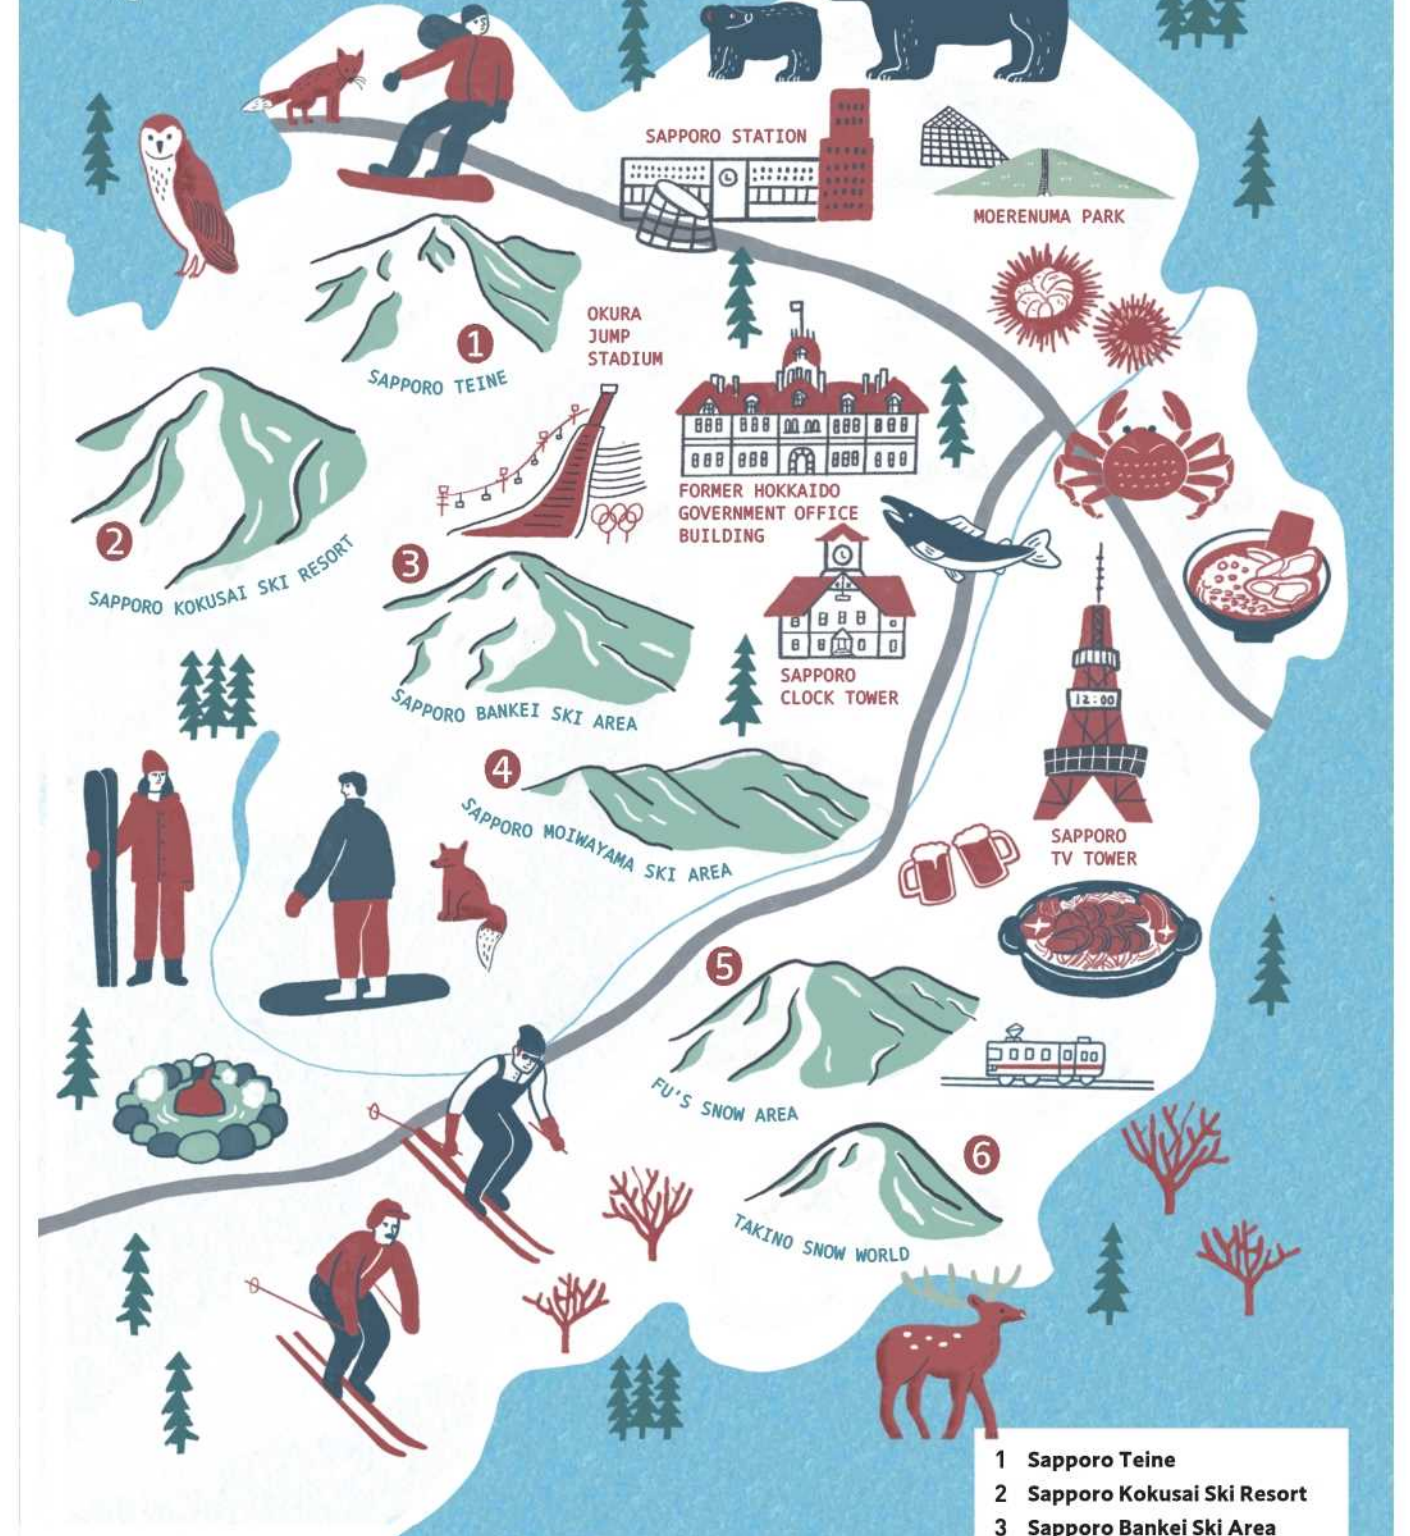 SAPPORO STATION
MOERENUMA PARK
1
SAPPORO TEINE
OKURA
JUMP
STADIUM
2
SAPPORO KOKUSAI SKI RESORT
FORMER HOKKAIDO
GOVERNMENT OFFICE
BUILDING
3
SAPPORO BANKEI SKI AREA
SAPPORO
CLOCK TOWER
12:00
4
SAPPORO MOIWAYAMA SKI AREA
SAPPORO
TV TOWER
5
FU'S SNOW AREA
6
TAKINO SNOW WORLD
1 Sapporo Teine
2 Sapporo Kokusai Ski Resort
3 Sapporo Bankei Ski Area